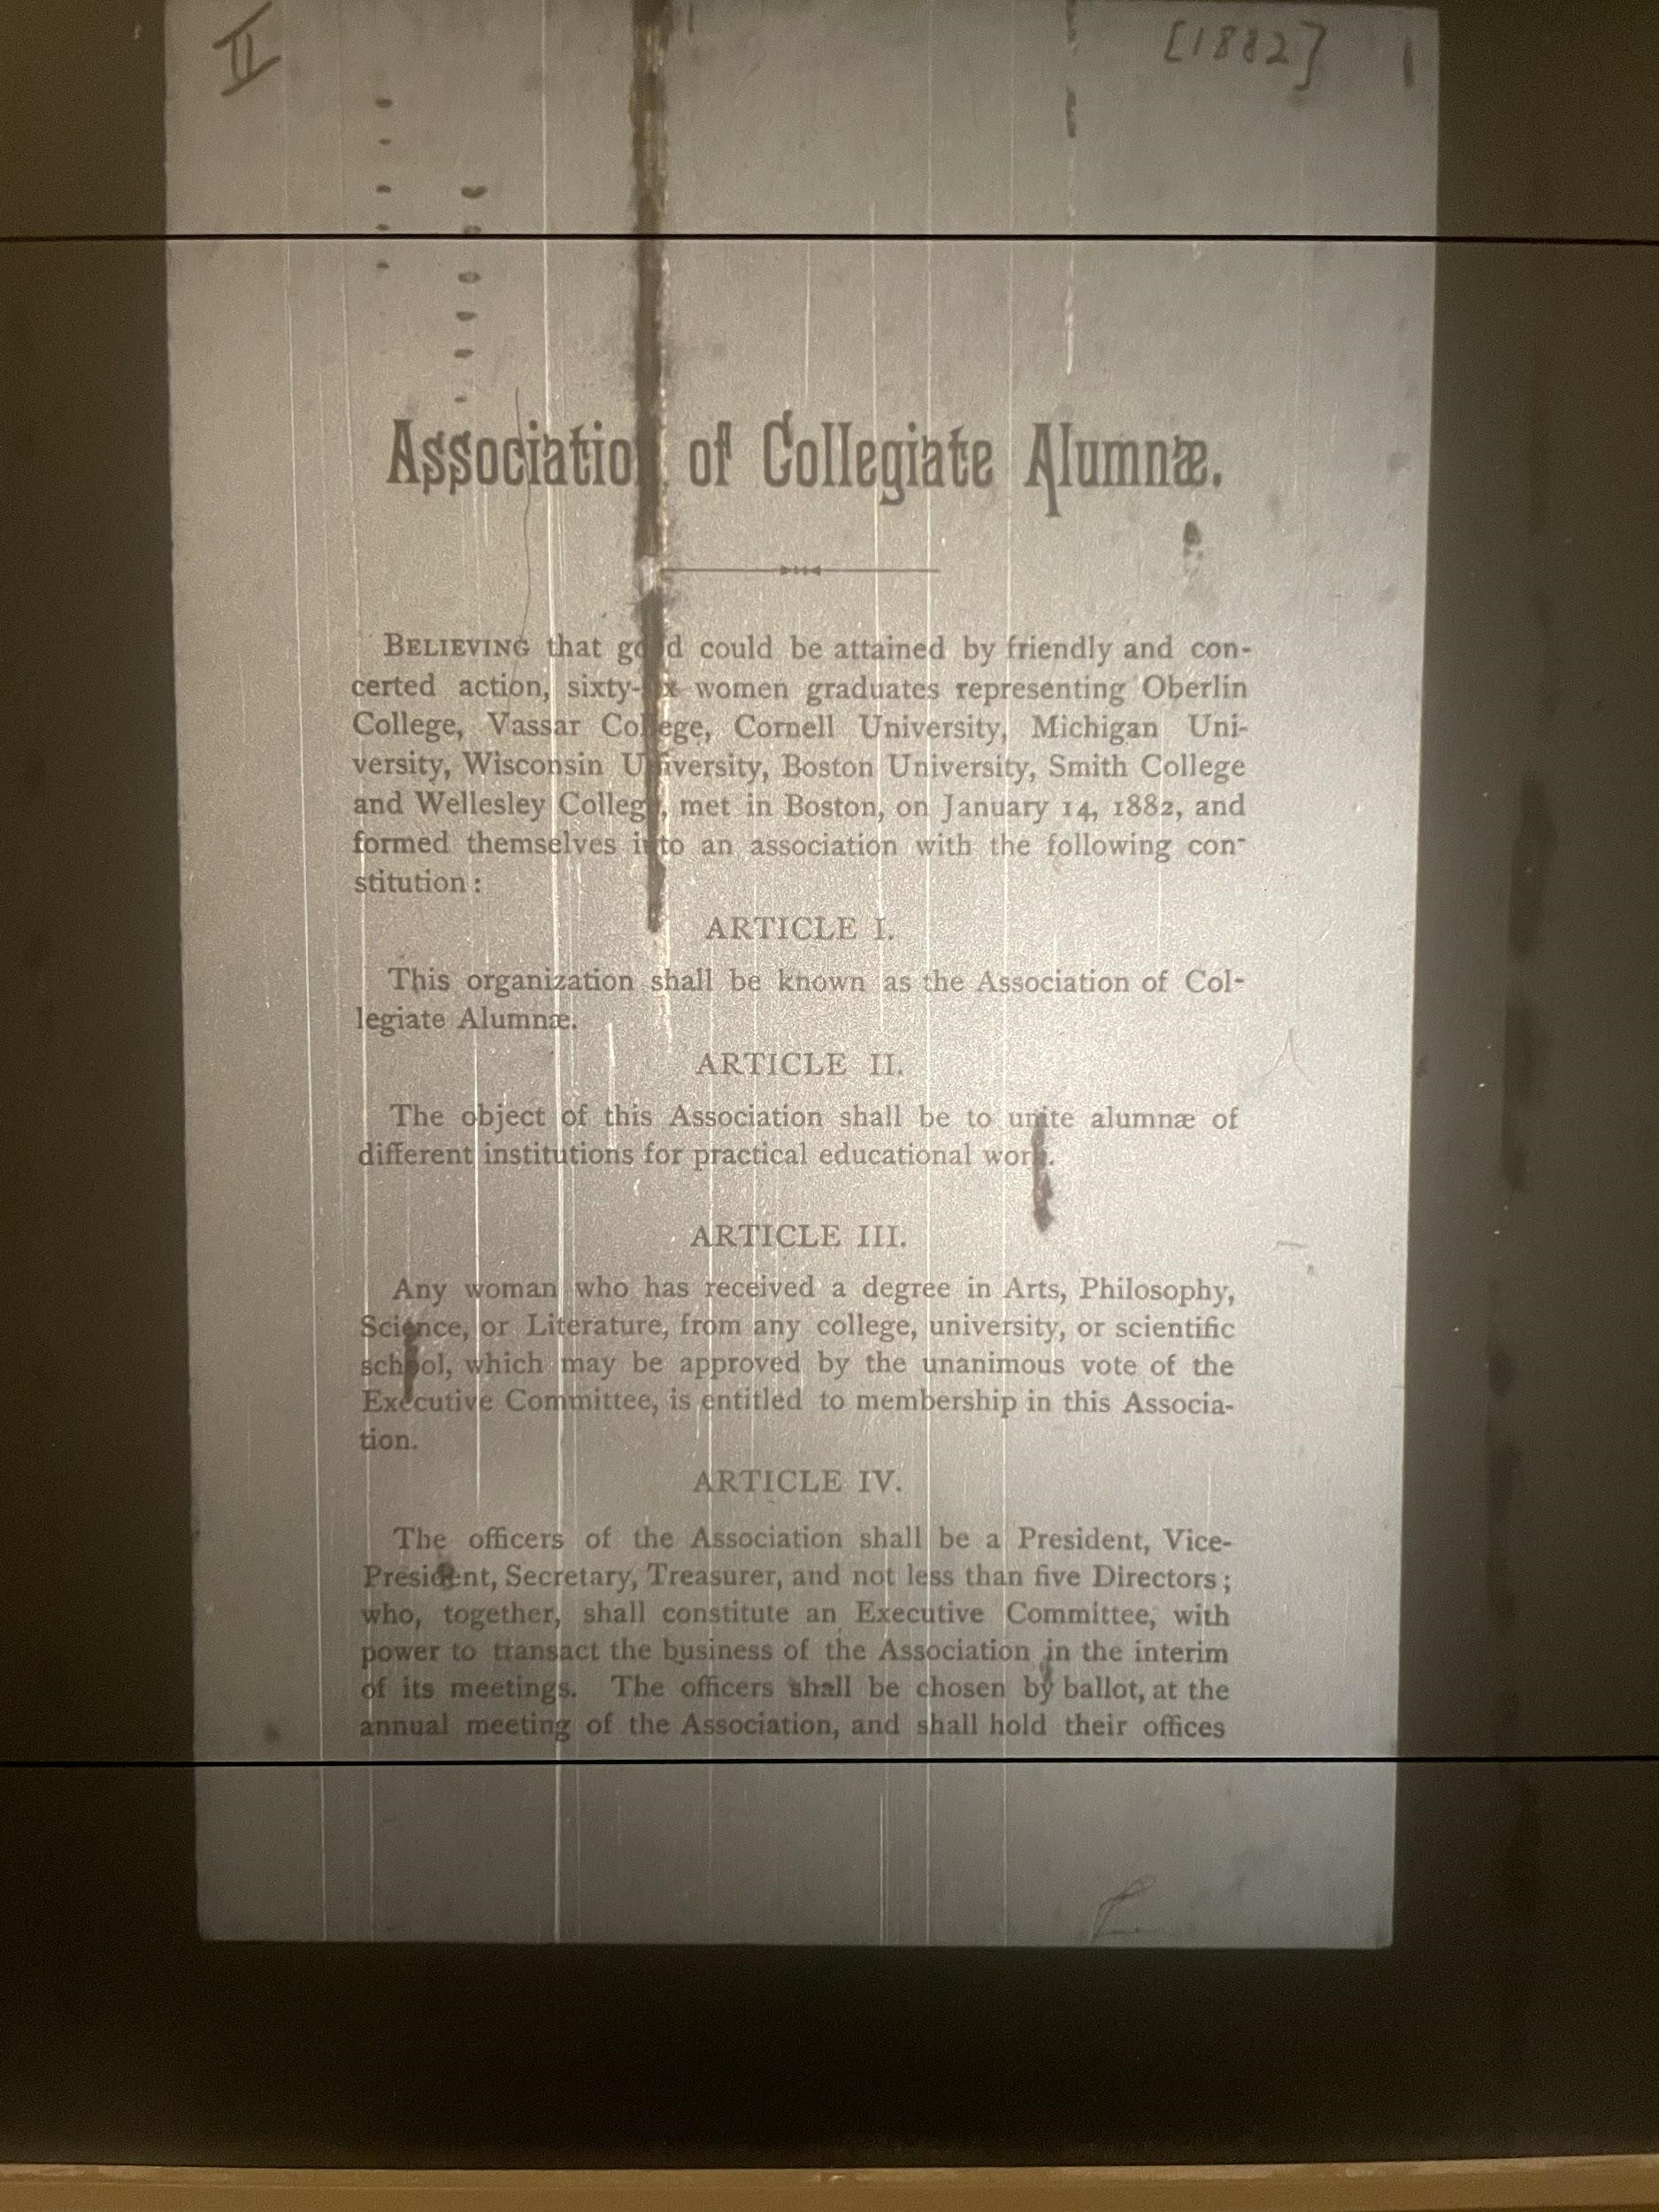 II
[1882]
Association of Collegiate Alumnæ.
BELIEVING that good could be attained by friendly and con-
certed action, sixty-six women graduates representing Oberlin
College, Vassar College, Cornell University, Michigan Uni-
versity, Wisconsin University, Boston University, Smith College
and Wellesley College, met in Boston, on January 14, 1882, and
formed themselves into an association with the following con-
stitution:
ARTICLE I.
This organization shall be known as the Association of Col-
legiate Alumnæ.
ARTICLE II.
The object of this Association shall be to unite alumnæ of
different institutions for practical educational work.
ARTICLE III.
Any woman who has received a degree in Arts, Philosophy,
Science, or Literature, from any college, university, or scientific
school, which may be approved by the unanimous vote of the
Executive Committee, is entitled to membership in this Associa-
tion.
ARTICLE IV.
The officers of the Association shall be a President, Vice-
President, Secretary, Treasurer, and not less than five Directors;
who, together, shall constitute an Executive Committee, with
power to transact the business of the Association in the interim
of its meetings. The officers shall be chosen by ballot, at the
annual meeting of the Association, and shall hold their offices